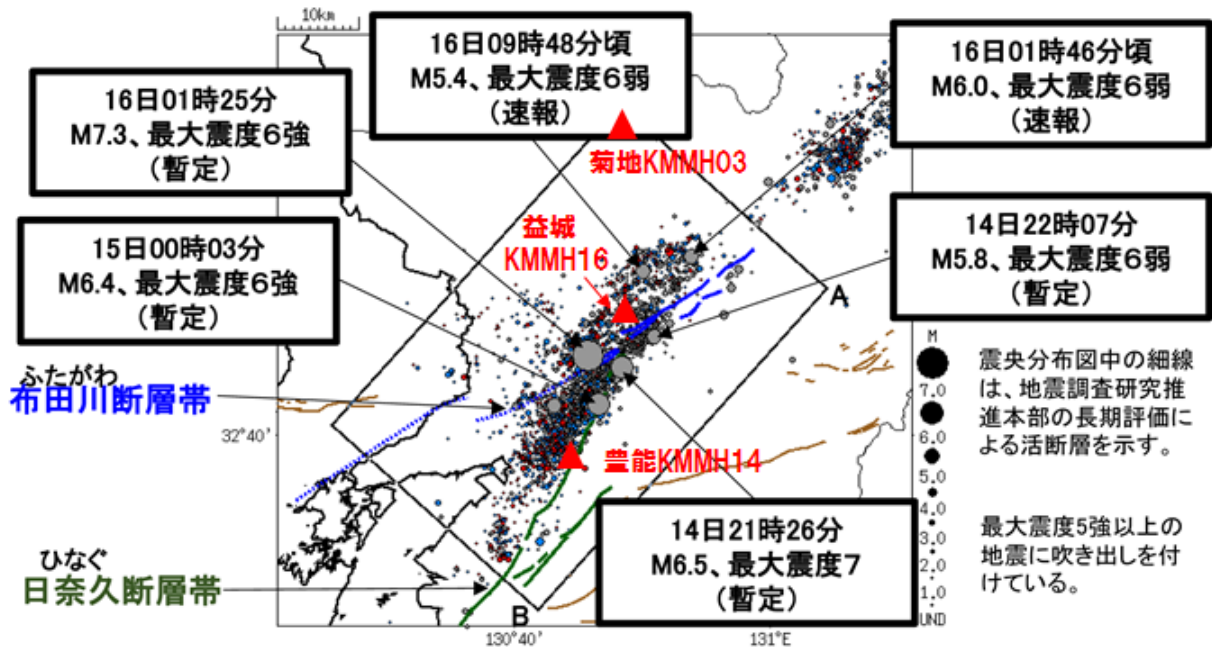 10km
16日09時48分頃
M5.4、最大震度６弱
（速報）
16日01時46分頃
M6.0、最大震度６弱
（速報）
16日01時25分
M7.3、最大震度６強
（暫定）
菊地KMMH03
益城
KMMH16
14日22時07分
M5.8、最大震度６弱
（暫定）
15日00時03分
M6.4、最大震度６強
（暫定）
A
ふたがわ
布田川断層帯
M
7.0
6.0
5.0
4.0
3.0
2.0
1.0
UND
震央分布図中の細線
は、地震調査研究推
進本部の長期評価に
よる活断層を示す。
32°40'
豊能KMMH14
14日21時26分
M6.5、最大震度７
（暫定）
最大震度5強以上の
地震に吹き出しを付
けている。
ひなぐ
日奈久断層帯
B
130°40'
131°E